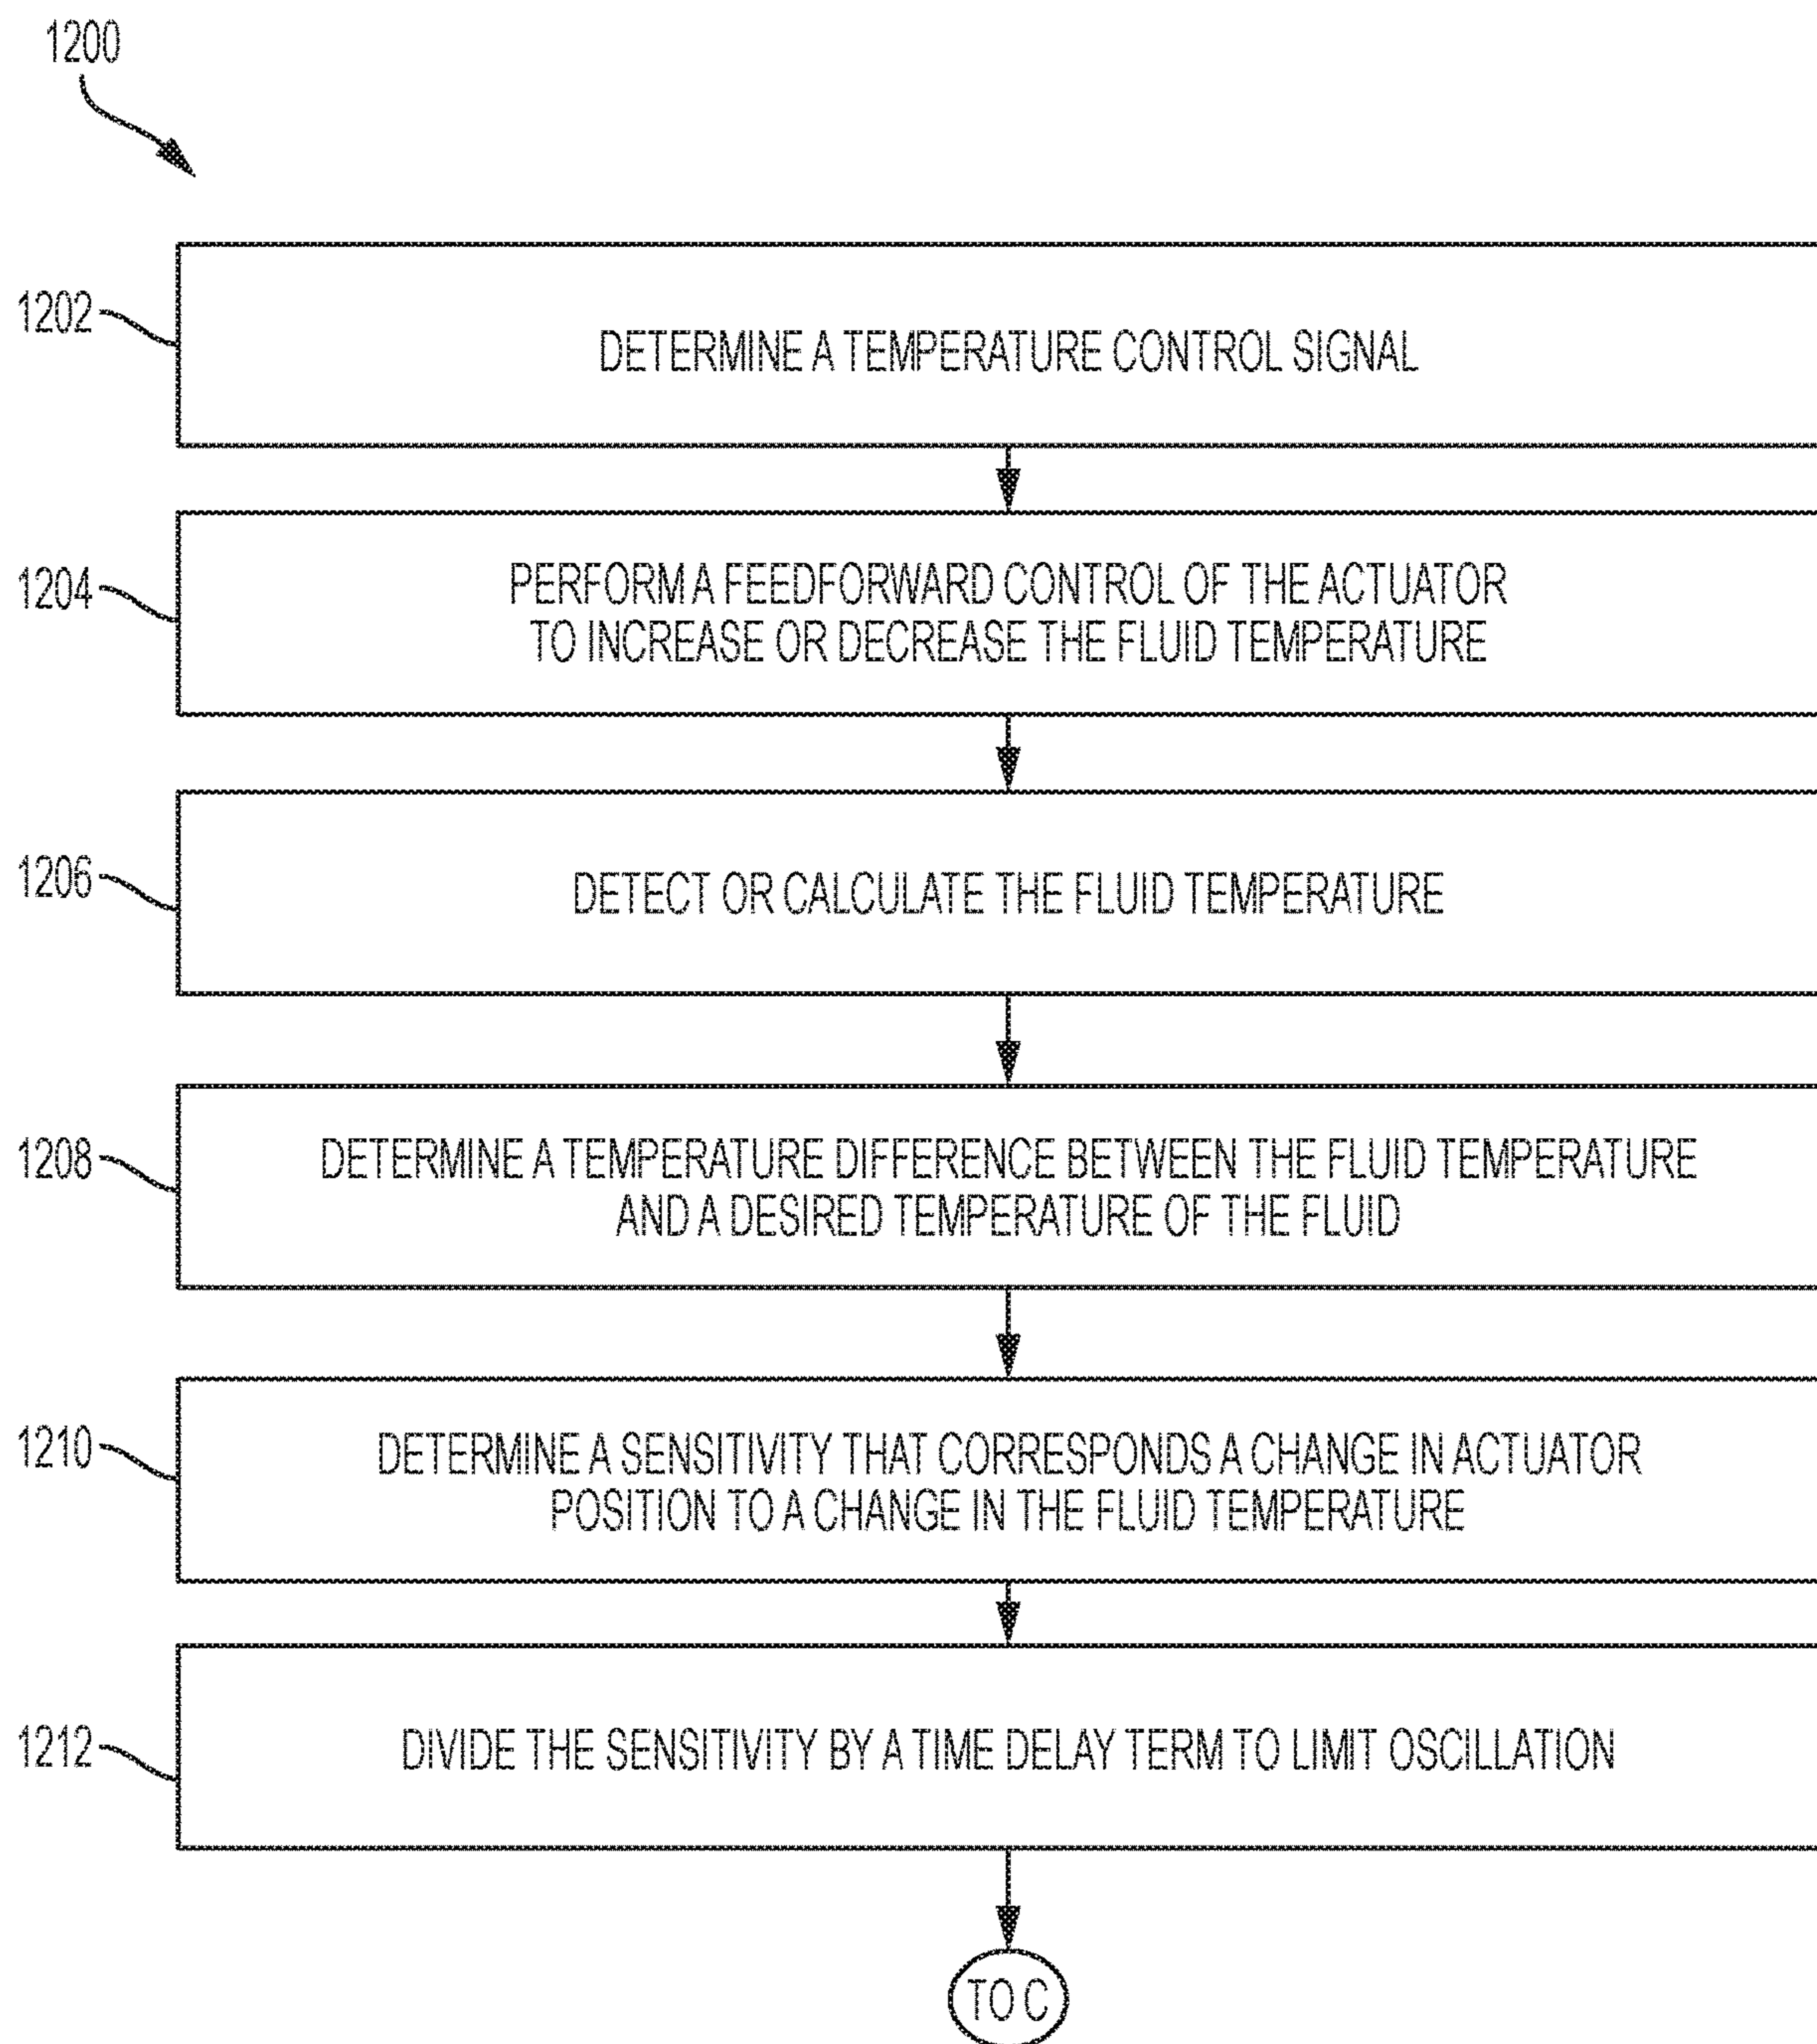 1200
1202
DETERMINE A TEMPERATURE CONTROL SIGNAL
1204
PERFORM A FEEDFORWARD CONTROL OF THE ACTUATOR
TO INCREASE OR DECREASE THE FLUID TEMPERATURE
1206
DETECT OR CALCULATE THE FLUID TEMPERATURE
1208
DETERMINE A TEMPERATURE DIFFERENCE BETWEEN THE FLUID TEMPERATURE
AND A DESIRED TEMPERATURE OF THE FLUID
1210
DETERMINE A SENSITIVITY THAT CORRESPONDS A CHANGE IN ACTUATOR
POSITION TO A CHANGE IN THE FLUID TEMPERATURE
1212
DIVIDE THE SENSITIVITY BY A TIME DELAY TERM TO LIMIT OSCILLATION
TO C